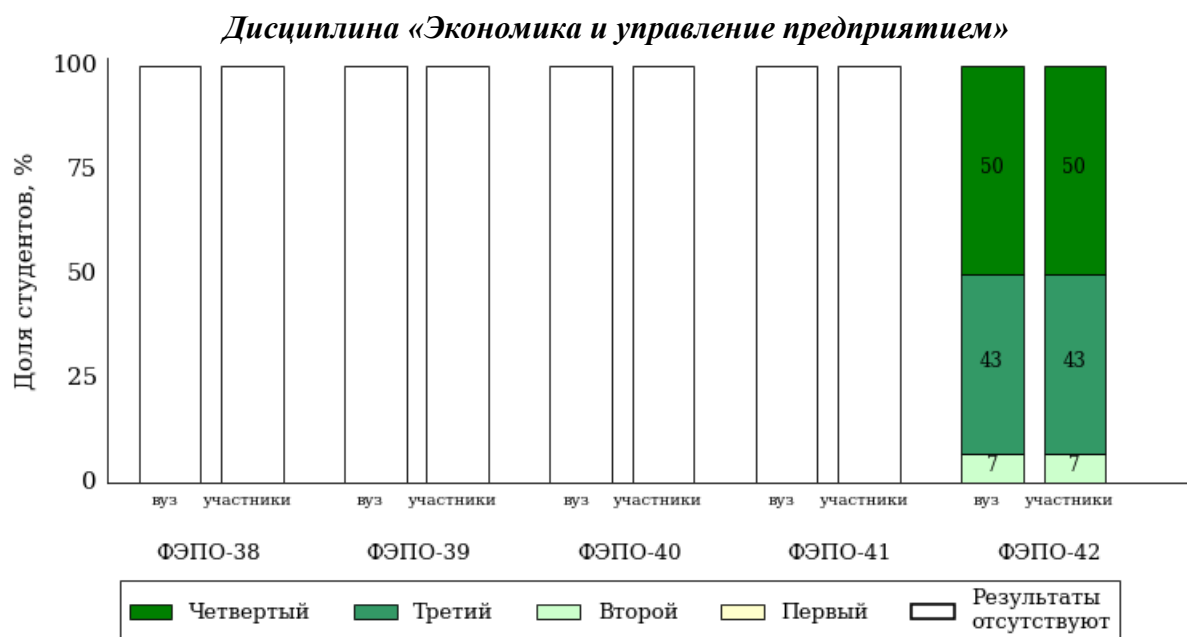 Дисциплина «Экономика и управление предприятием»
100
75
50
25
0
Доля студентов, %
50
50
43
43
7
7
вуз участники вуз участники вуз участники вуз участники вуз участники
ФЭПО-38 ФЭПО-39 ФЭПО-40 ФЭПО-41 ФЭПО-42
Четвертый Третий Второй Первый Результаты
отсутствуют